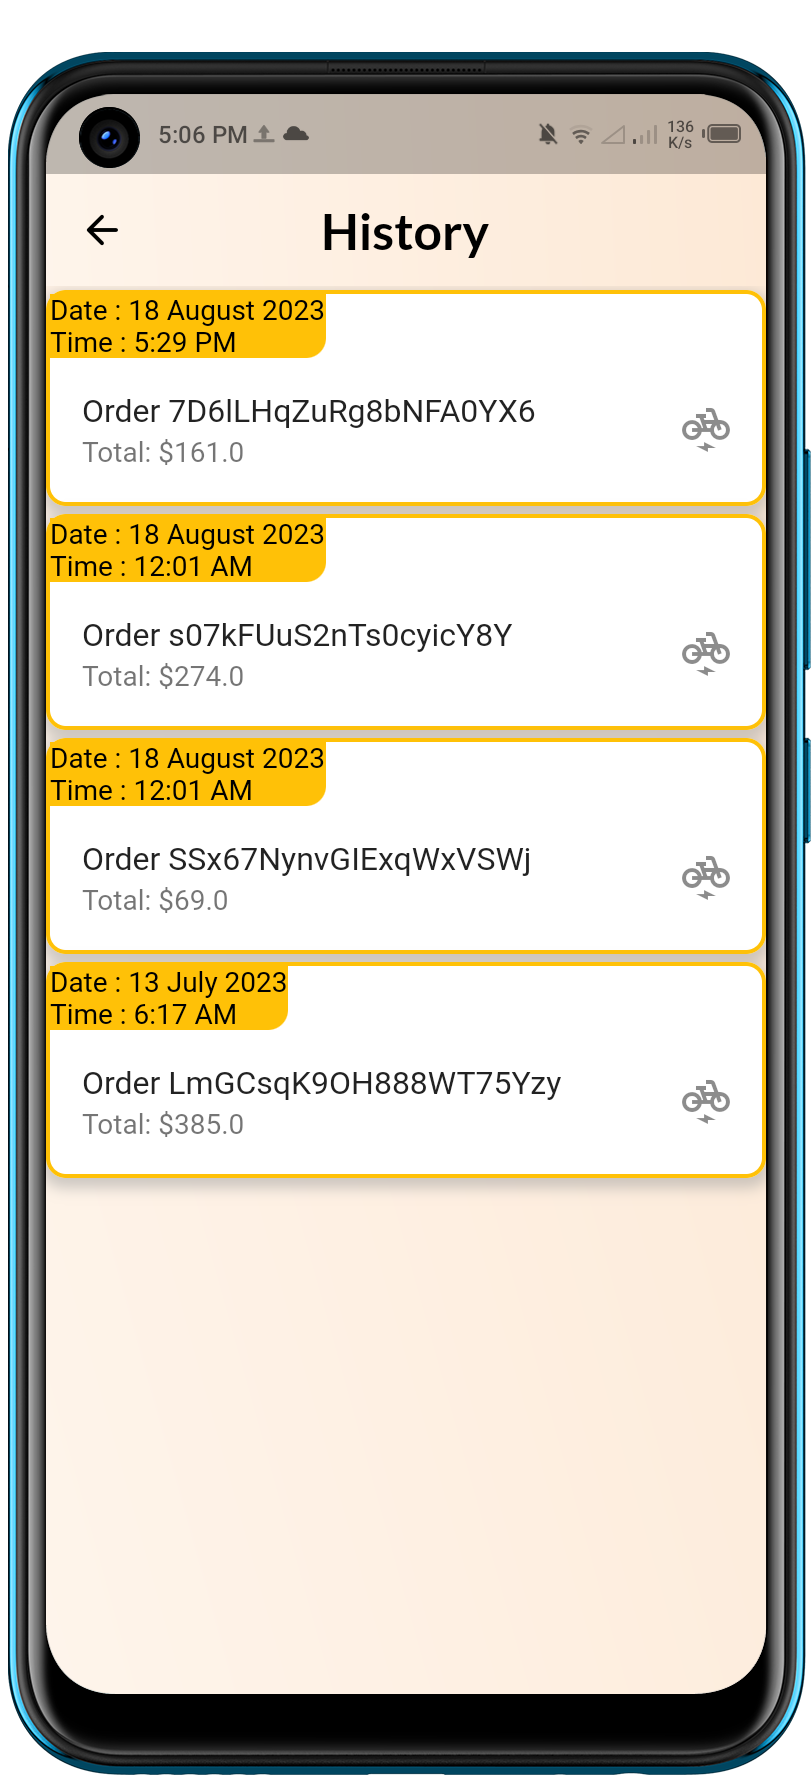 5:06 PM
136
K/s
History
Date : 18 August 2023
Time : 5:29 PM
Order 7D6lLHqZuRg8bNFA0YX6
Total: $161.0
Date : 18 August 2023
Time : 12:01 AM
Order s07kFUuS2nTs0cyicY8Y
Total: $274.0
Date : 18 August 2023
Time : 12:01 AM
Order SSx67NynvGIExqWxVSWj
Total: $69.0
Date : 13 July 2023
Time : 6:17 AM
Order LmGCsqK9OH888WT75Yzy
Total: $385.0